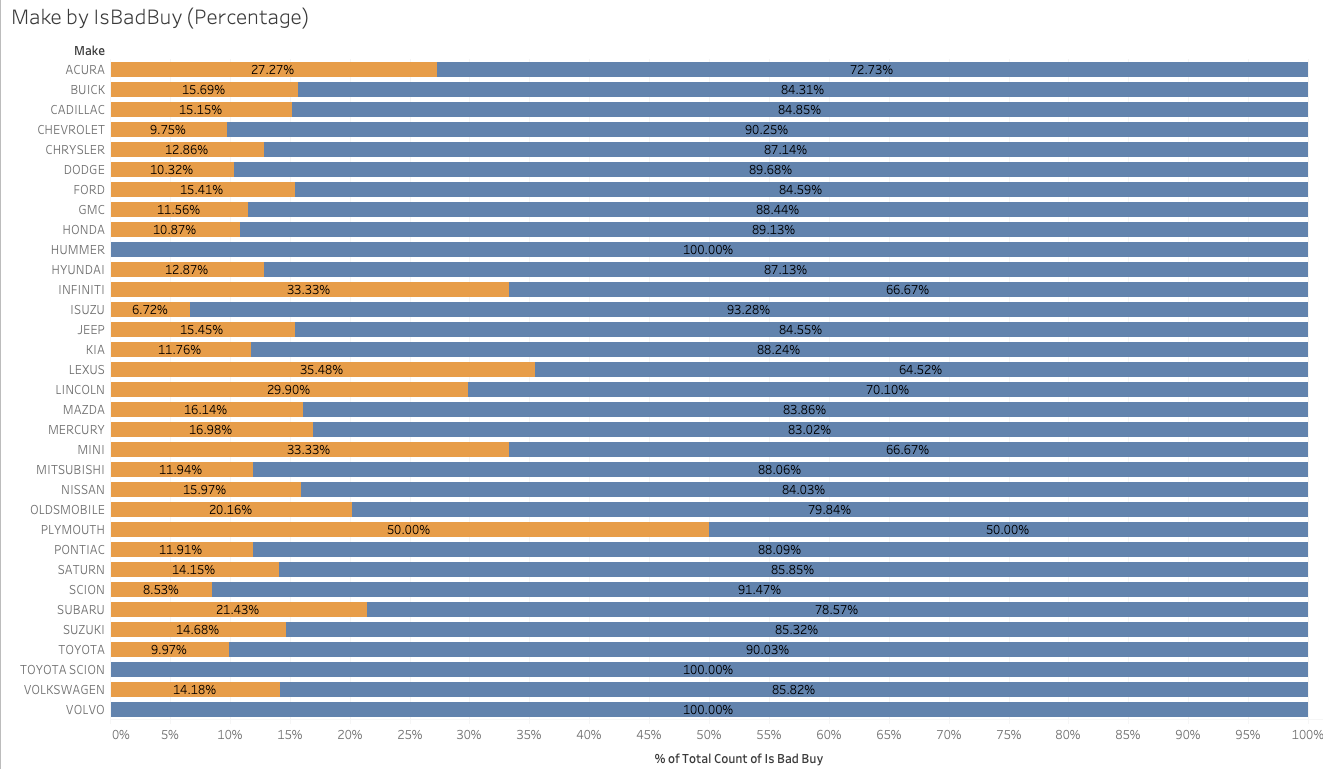 Make by IsBadBuy (Percentage)
Make
ACURA 27.27% 72.73%
BUICK 15.69% 84.31%
CADILLAC 15.15% 84.85%
CHEVROLET 9.75% 90.25%
CHRYSLER 12.86% 87.14%
DODGE 10.32% 89.68%
FORD 15.41% 84.59%
GMC 11.56% 88.44%
HONDA 10.87% 89.13%
HUMMER 100.00%
HYUNDAI 12.87% 87.13%
INFINITI 33.33% 66.67%
ISUZU 6.72% 93.28%
JEEP 15.45% 84.55%
KIA 11.76% 88.24%
LEXUS 35.48% 64.52%
LINCOLN 29.90% 70.10%
MAZDA 16.14% 83.86%
MERCURY 16.98% 83.02%
MINI 33.33% 66.67%
MITSUBISHI 11.94% 88.06%
NISSAN 15.97% 84.03%
OLDSMOBILE 20.16% 79.84%
PLYMOUTH 50.00% 50.00%
PONTIAC 11.91% 88.09%
SATURN 14.15% 85.85%
SCION 8.53% 91.47%
SUBARU 21.43% 78.57%
SUZUKI 14.68% 85.32%
TOYOTA 9.97% 90.03%
TOYOTA SCION 100.00%
VOLKSWAGEN 14.18% 85.82%
VOLVO 100.00%
0% 5% 10% 15% 20% 25% 30% 35% 40% 45% 50% 55% 60% 65% 70% 75% 80% 85% 90% 95% 100%
% of Total Count of Is Bad Buy